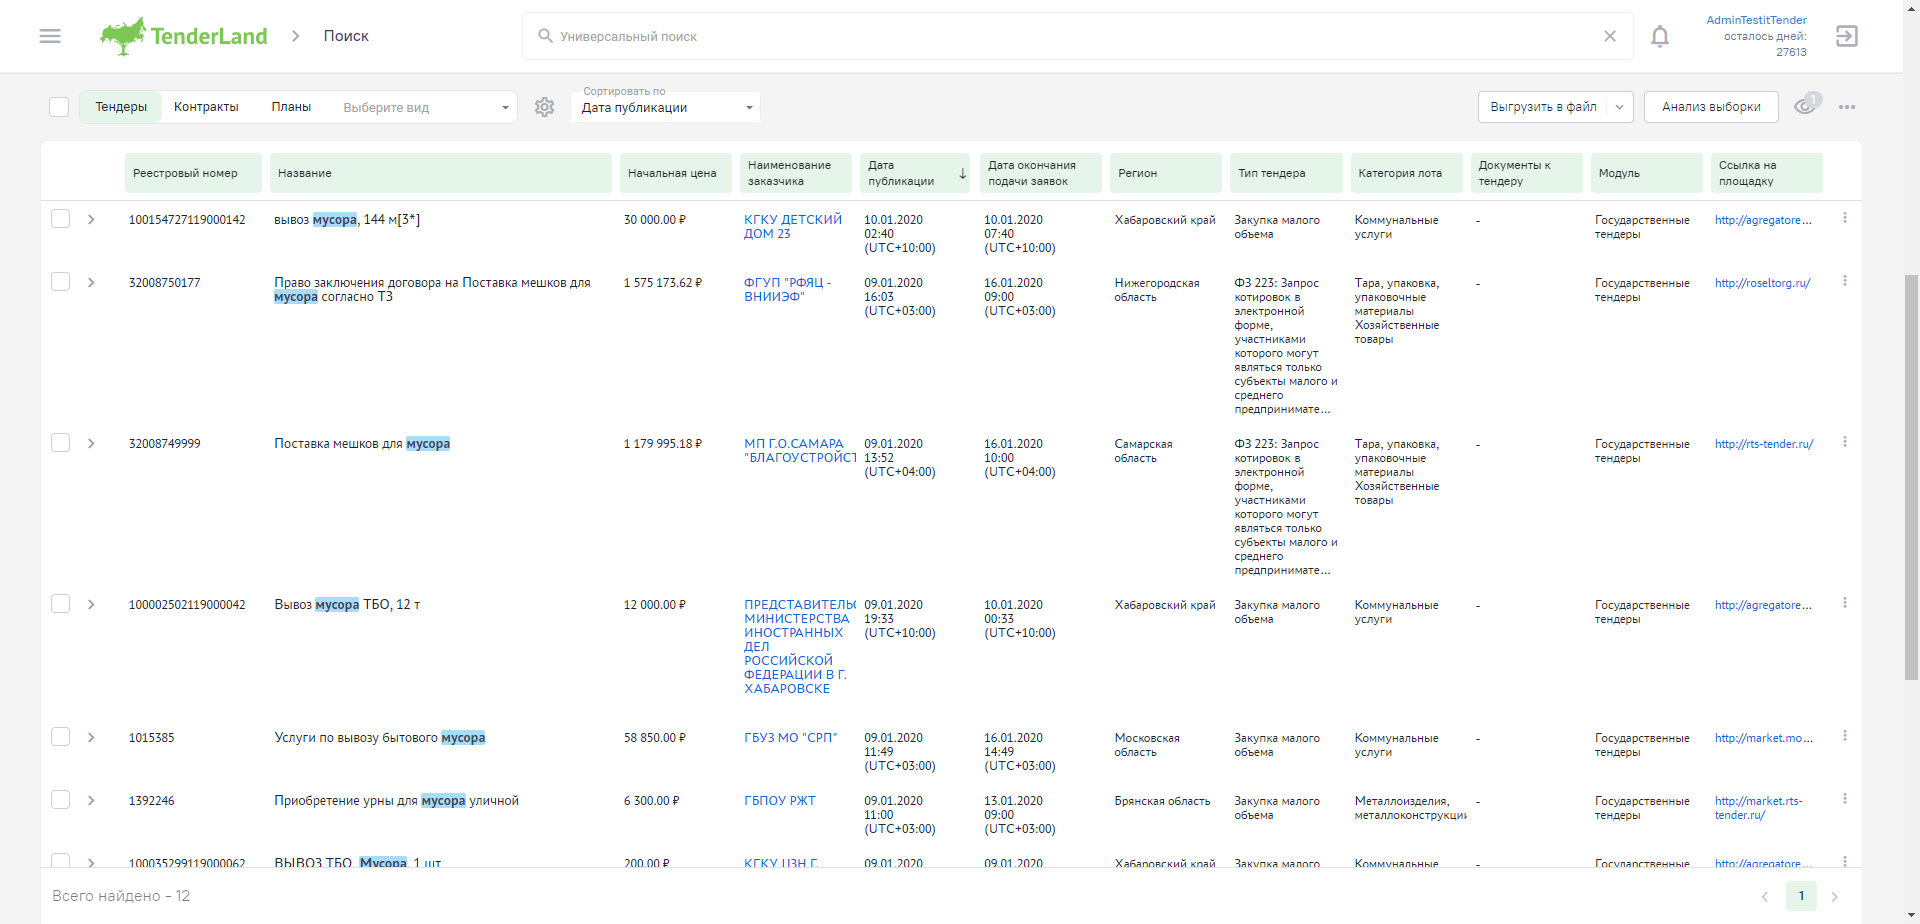 TenderLand
Поиск
Универсальный поиск
AdminTestitTender
осталось дней:
27613
Тендеры
Контракты
Планы
Выберите вид
Сортировать по
Дата публикации
Выгрузить в файл
Анализ выборки
1
Реестровый номер
Название
Начальная цена
Наименование
заказчика
Дата
публикации
Дата окончания
подачи заявок
Регион
Тип тендера
Категория лота
Документы к
тендеру
Модуль
Ссылка на
площадку
100154727119000142
вывоз мусора, 144 м[3*]
30 000.00 ₽
КГКУ ДЕТСКИЙ
ДОМ 23
10.01.2020
02:40
(UTC+10:00)
10.01.2020
07:40
(UTC+10:00)
Хабаровский край
Закупка малого
объема
Коммунальные
услуги
-
Государственные
тендеры
http://agregatore...
32008750177
Право заключения договора на Поставка мешков для
мусора согласно ТЗ
1 575 173.62 ₽
ФГУП "РФЯЦ -
ВНИИЭФ"
09.01.2020
16:03
(UTC+03:00)
16.01.2020
09:00
(UTC+03:00)
Нижегородская
область
ФЗ 223: Запрос
котировок в
электронной
форме,
участниками
которого могут
являться только
субъекты малого и
среднего
предпринимате...
Тара, упаковка,
упаковочные
материалы
Хозяйственные
товары
-
Государственные
тендеры
http://roseltorg.ru/
32008749999
Поставка мешков для мусора
1 179 995.18 ₽
МП Г.О.САМАРА
"БЛАГОУСТРОЙСТ
09.01.2020
13:52
(UTC+04:00)
16.01.2020
10:00
(UTC+04:00)
Самарская
область
ФЗ 223: Запрос
котировок в
электронной
форме,
участниками
которого могут
являться только
субъекты малого и
среднего
предпринимате...
Тара, упаковка,
упаковочные
материалы
Хозяйственные
товары
-
Государственные
тендеры
http://rts-tender.ru/
100002502119000042
Вывоз мусора ТБО, 12 т
12 000.00 ₽
ПРЕДСТАВИТЕЛЬС
МИНИСТЕРСТВА
ИНОСТРАННЫХ
ДЕЛ
РОССИЙСКОЙ
ФЕДЕРАЦИИ В Г.
ХАБАРОВСКЕ
09.01.2020
19:33
(UTC+10:00)
10.01.2020
00:33
(UTC+10:00)
Хабаровский край
Закупка малого
объема
Коммунальные
услуги
-
Государственные
тендеры
http://agregatore...
1015385
Услуги по вывозу бытового мусора
58 850.00 ₽
ГБУЗ МО "СРП"
09.01.2020
11:49
(UTC+03:00)
16.01.2020
14:49
(UTC+03:00)
Московская
область
Закупка малого
объема
Коммунальные
услуги
-
Государственные
тендеры
http://market.mo...
1392246
Приобретение урны для мусора уличной
6 300.00 ₽
ГБПОУ РЖТ
09.01.2020
11:00
(UTC+03:00)
13.01.2020
09:00
(UTC+03:00)
Брянская область
Закупка малого
объема
Металлоизделия,
металлоконструкции
-
Государственные
тендеры
http://market.rts-
tender.ru/
100035299119000062
ВЫВОЗ ТБО, Мусора, 1 шт
200.00 ₽
КГКУ ЦЗН Г.
09.01.2020
09.01.2020
Хабаровский край
Закупка малого
Коммунальные
-
Государственные
http://agregatore...
Всего найдено - 12
1